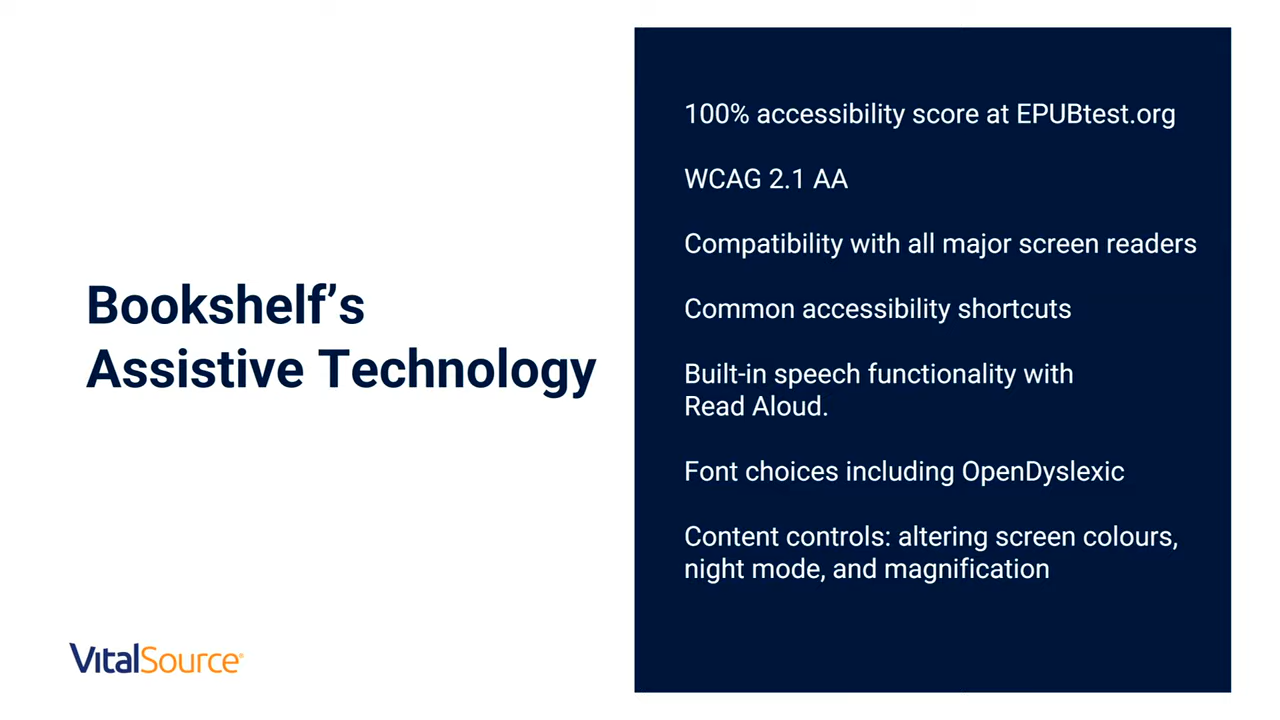 Bookshelf’s
Assistive Technology
100% accessibility score at EPUBtest.org
WCAG 2.1 AA
Compatibility with all major screen readers
Common accessibility shortcuts
Built-in speech functionality with
Read Aloud.
Font choices including OpenDyslexic
Content controls: altering screen colours,
night mode, and magnification
VitalSource®